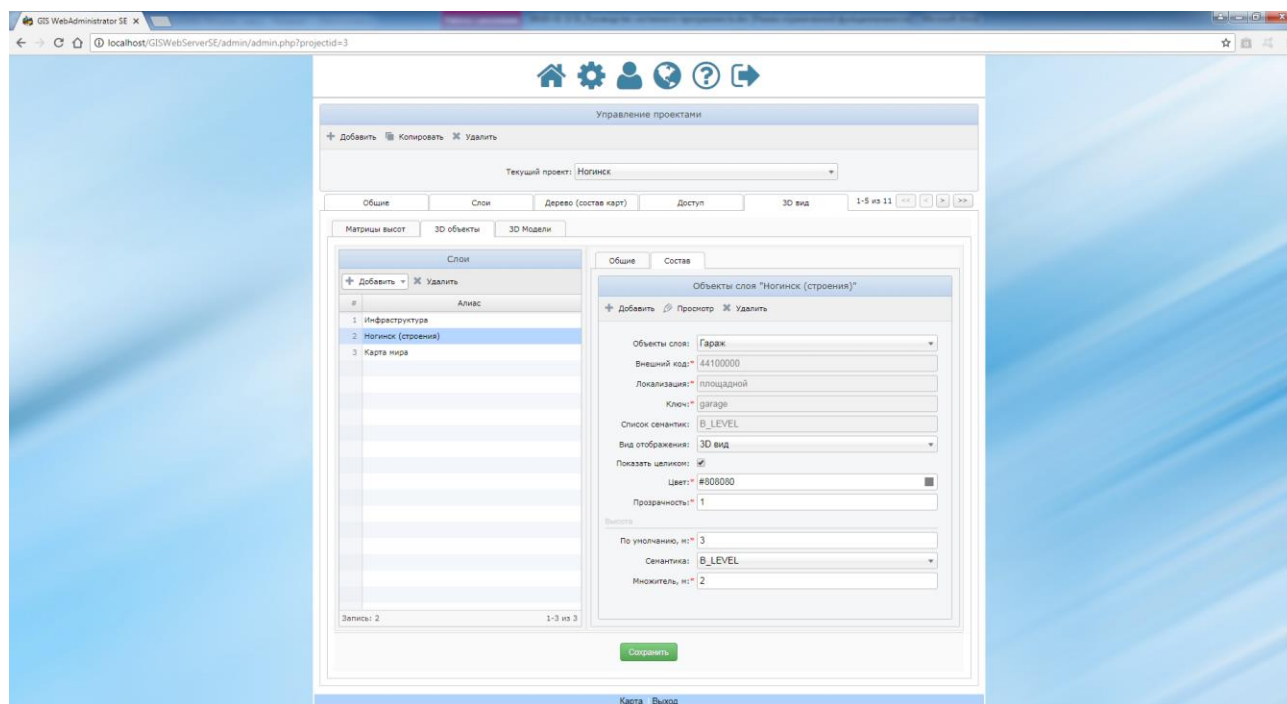 GIS WebAdministrator SE
localhost/GISWebServerSE/admin/admin.php?projectid=3
Управление проектами
Добавить Копировать Удалить
Текущий проект: Ногинск
Общие Слои Дерево (состав карт) Доступ 3D вид 1-5 из 11 << < > >>
Матрицы высот 3D объекты 3D Модели
Слои
Добавить Удалить
# Алиас
1 Инфраструктура
2 Ногинск (строения)
3 Карта мира
Запись: 2 1-3 из 3
Общие Состав
Объекты слоя "Ногинск (строения)"
Добавить Просмотр Удалить
Объекты слоя: Гараж
Внешний код:* 44100000
Локализация:* площадной
Ключ:* garage
Список семантик: B_LEVEL
Вид отображения: 3D вид
Показать целиком:
Цвет:* #808080
Прозрачность:* 1
Высота
По умолчанию, м:* 3
Семантика: B_LEVEL
Множитель, м:* 2
Сохранить
Карта Выход